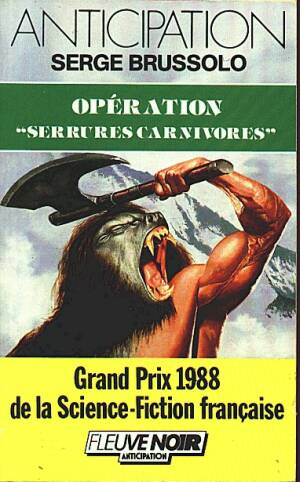 ANTICIPATION
SERGE BRUSSOLO
OPÉRATION
"SERRURES CARNIVORES"
Grand Prix 1988
de la Science-Fiction française
FLEUVE NOIR
ANTICIPATION